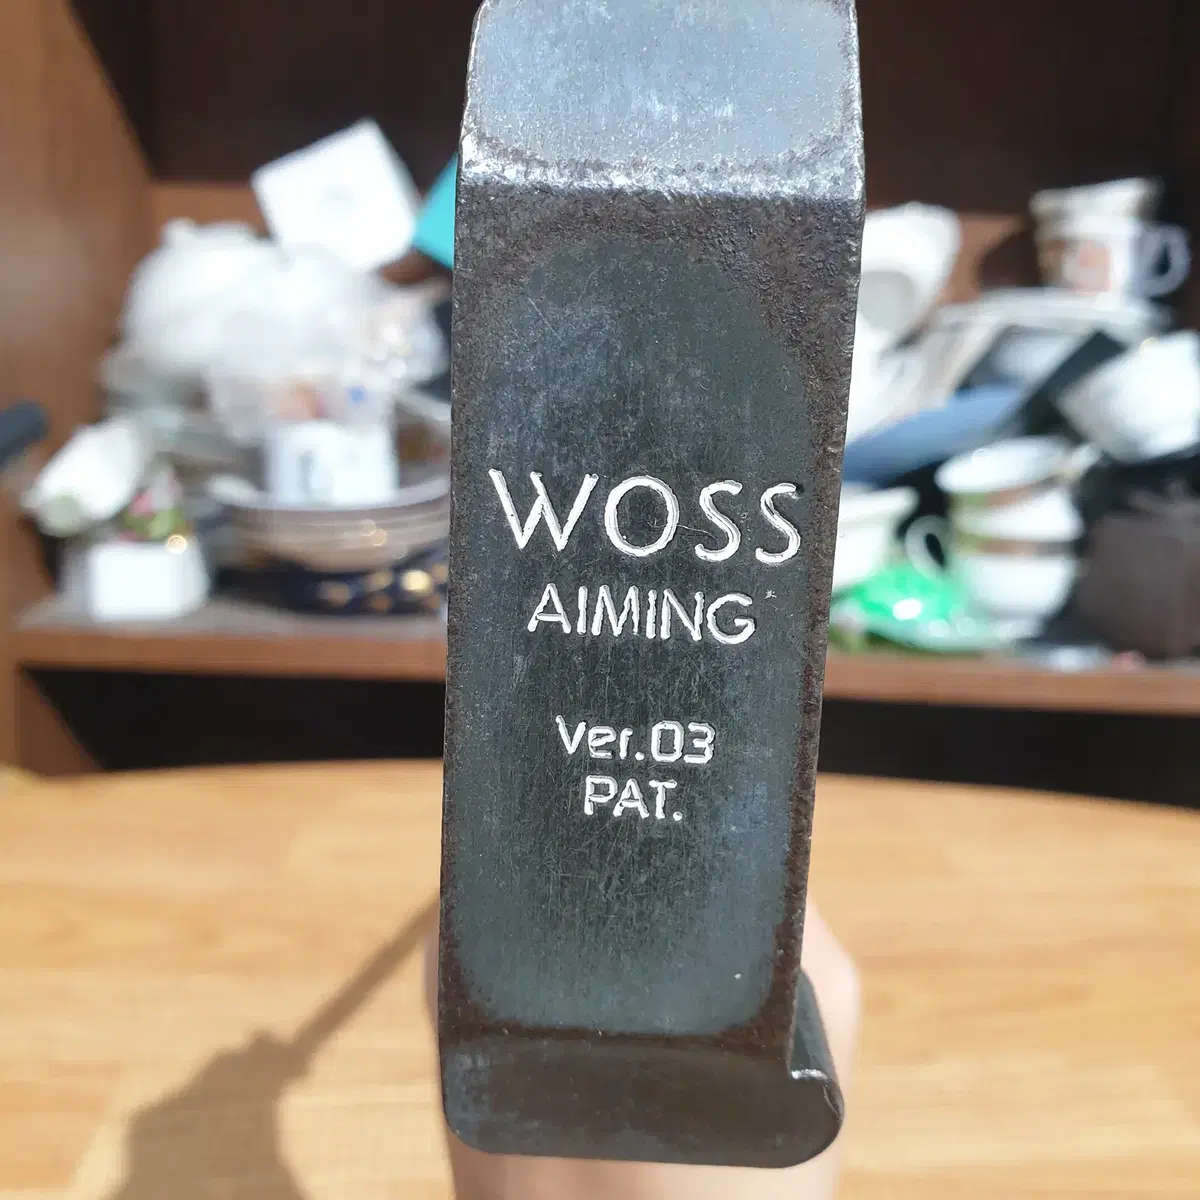 WOSS
AIMING
Ver.03
PAT.